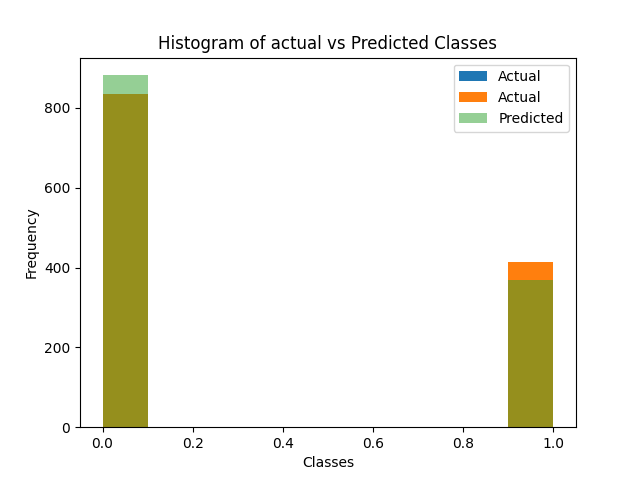 Histogram of actual vs Predicted Classes
Actual
Actual
Predicted
Frequency
800
600
400
200
0
0.0 0.2 0.4 0.6 0.8 1.0
Classes